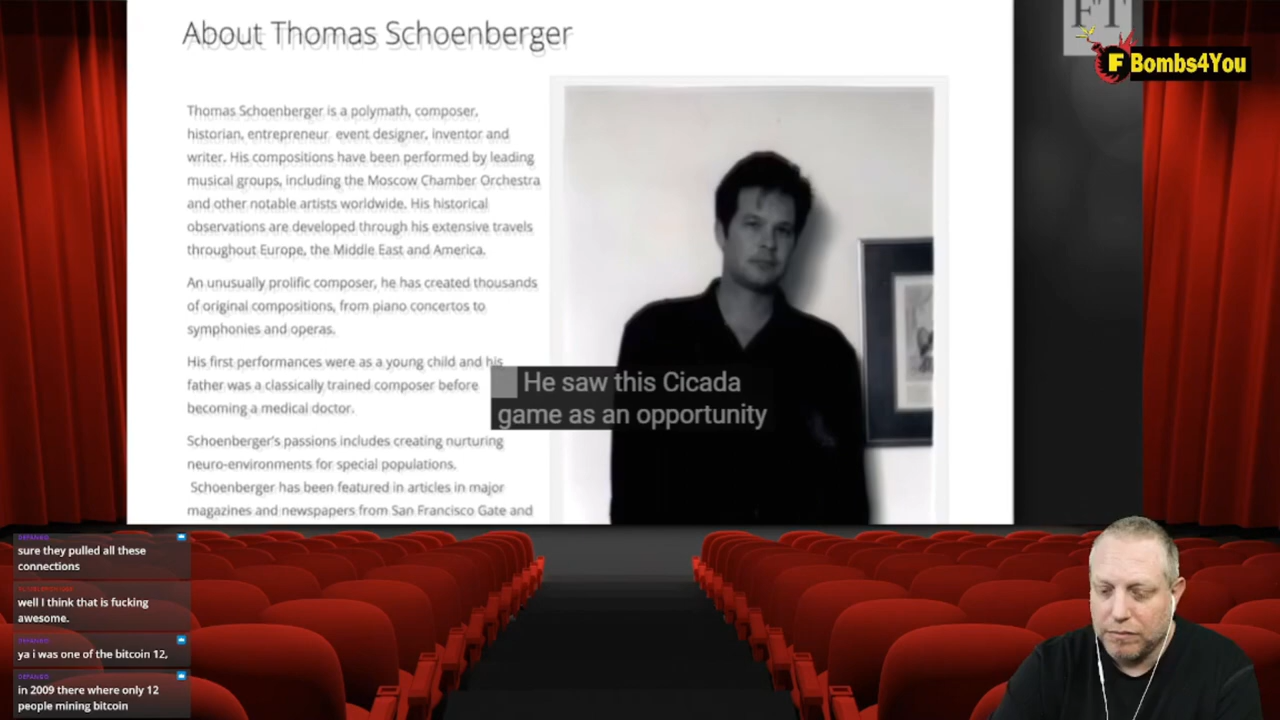 About Thomas Schoenberger
FT
F Bombs4You
Thomas Schoenberger is a polymath, composer,
historian, entrepreneur event designer, inventor and
writer. His compositions have been performed by leading
musical groups, including the Moscow Chamber Orchestra
and other notable artists worldwide. His historical
observations are developed through his extensive travels
throughout Europe, the Middle East and America.
An unusually prolific composer, he has created thousands
of original compositions, from piano concertos to
symphonies and operas.
His first performances were as a young child and his
father was a classically trained composer before
becoming a medical doctor.
Schoenberger's passions includes creating nurturing
neuro-environments for special populations.
Schoenberger has been featured in articles in major
magazines and newspapers from San Francisco Gate and
He saw this Cicada
game as an opportunity
DEFANGO
sure they pulled all these
connections
well I think that is fucking
awesome.
DEFANGO
ya i was one of the bitcoin 12,
DEFANGO
in 2009 there where only 12
people mining bitcoin